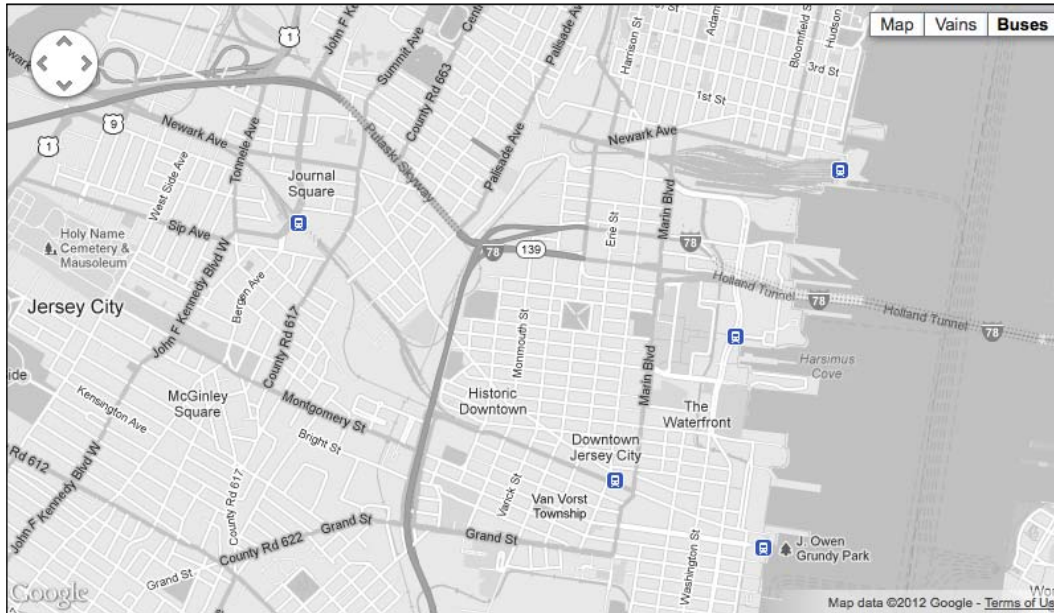 Map Vains Buses
1
John F Kenne
Summit Ave
Central
County Rd 663
Palisade Ave
Harrison St
Adam
Bloomfield St
Hudson
3rd St
1st St
Newark
1
9
Newark Ave
Tonnele Ave
West Side Ave
Pulaski Skyway
Palisade Ave
Newark Ave
Journal
Square
Sip Ave
Holy Name
Cemetery &
Mausoleum
Erie St
Marin Blvd
78
139
78
Holland Tunnel
78
Holland Tunnel
78
Jersey City
John F Kennedy Blvd W
Bergen Ave
County Rd 617
Monmouth St
Marin Blvd
Harsimus
Cove
side
Kensington Ave
McGinley
Square
Montgomery St
Historic
Downtown
The
Waterfront
Bright St
Downtown
Jersey City
Rd 612
John F Kennedy Blvd W
County Rd 617
Varick St
Van Vorst
Township
Grand St
County Rd 622
Grand St
Washington St
J. Owen
Grundy Park
Grand St
Google
Map data ©2012 Google - Terms of Us